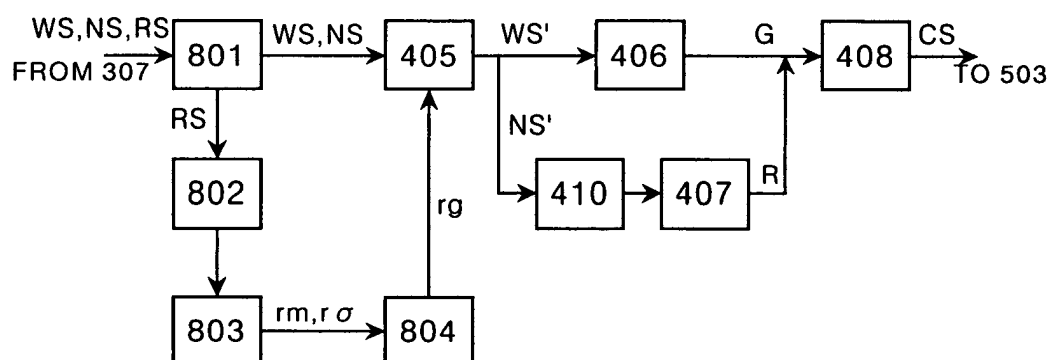 WS,NS,RS
FROM 307
801
WS,NS
405
WS'
406
G
408
CS
TO 503
RS
NS'
802
410
407
R
rg
803
rm,rσ
804